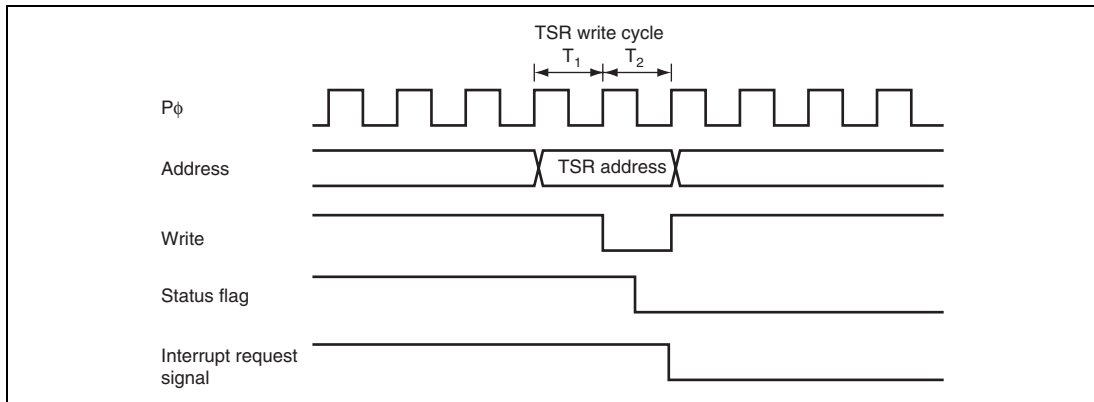 TSR write cycle
T1 T2
Pϕ
Address
TSR address
Write
Status flag
Interrupt request
signal